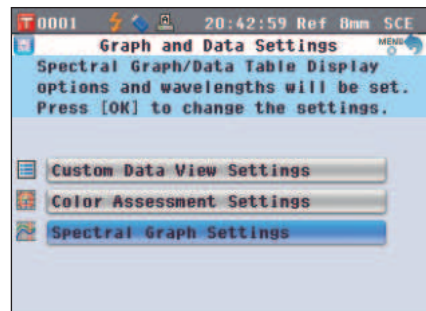 T 0001 20:42:59 Ref 8mm SCE
Graph and Data Settings MENU
Spectral Graph/Data Table Display
options and wavelengths will be set.
Press [OK] to change the settings.
Custom Data View Settings
Color Assessment Settings
Spectral Graph Settings